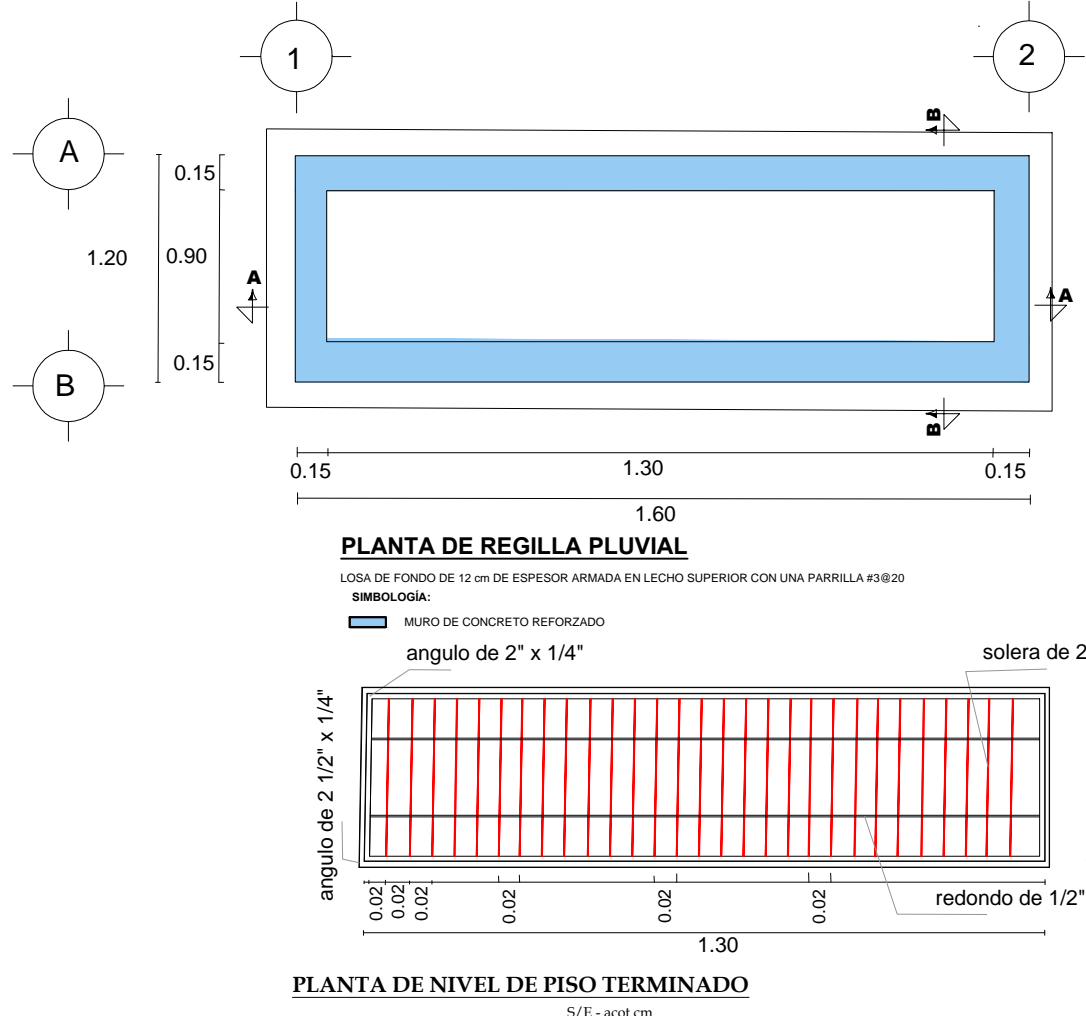 1
2
A
B
B
0.15
1.20
0.90
A
A
0.15
B
0.15
1.30
0.15
1.60
PLANTA DE REGILLA PLUVIAL
LOSA DE FONDO DE 12 cm DE ESPESOR ARMADA EN LECHO SUPERIOR CON UNA PARRILLA #3@20
SIMBOLOGÍA:
MURO DE CONCRETO REFORZADO
angulo de 2" x 1/4"
solera de 2
angulo de 2 1/2" x 1/4"
0.02
0.02
0.02
0.02
0.02
0.02
redondo de 1/2"
1.30
PLANTA DE NIVEL DE PISO TERMINADO
S/E - acot.cm